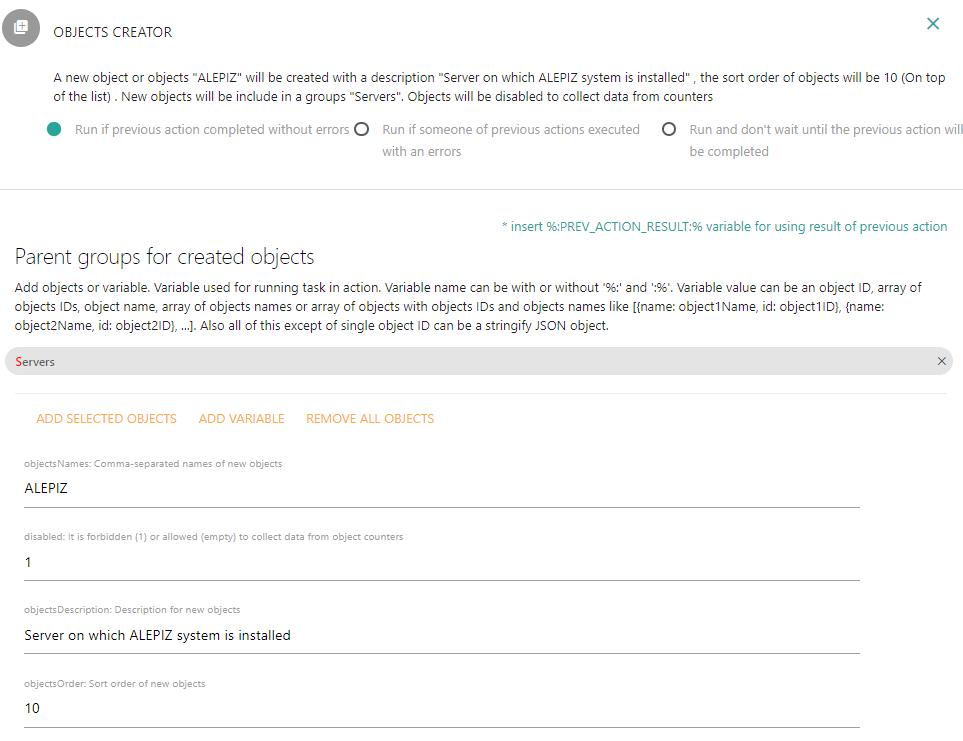 OBJECTS CREATOR
A new object or objects "ALEPIZ" will be created with a description "Server on which ALEPIZ system is installed" , the sort order of objects will be 10 (On top
of the list) . New objects will be include in a groups "Servers". Objects will be disabled to collect data from counters
Run if previous action completed without errors
Run if someone of previous actions executed
with an errors
Run and don't wait until the previous action will
be completed
* insert %:PREV_ACTION_RESULT:% variable for using result of previous action
Parent groups for created objects
Add objects or variable. Variable used for running task in action. Variable name can be with or without '%:' and ':%'. Variable value can be an object ID, array of
objects IDs, object name, array of objects names or array of objects with objects IDs and objects names like [{name: object1Name, id: object1ID}, {name:
object2Name, id: object2ID}, ...]. Also all of this except of single object ID can be a stringify JSON object.
Servers
ADD SELECTED OBJECTS ADD VARIABLE REMOVE ALL OBJECTS
objectsNames: Comma-separated names of new objects
ALEPIZ
disabled: It is forbidden (1) or allowed (empty) to collect data from object counters
1
objectsDescription: Description for new objects
Server on which ALEPIZ system is installed
objectsOrder: Sort order of new objects
10